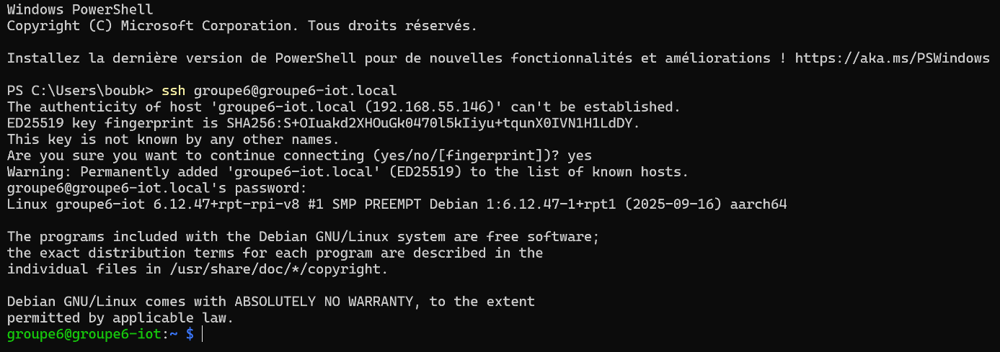 Windows PowerShell
Copyright (C) Microsoft Corporation. Tous droits réservés.
Installez la dernière version de PowerShell pour de nouvelles fonctionnalités et améliorations ! https://aka.ms/PSWindows
PS C:\Users\boubk> ssh groupe6@groupe6-iot.local
The authenticity of host 'groupe6-iot.local (192.168.55.146)' can't be established.
ED25519 key fingerprint is SHA256:S+OIuakd2XHOuGk0470l5kIiyu+tqunX0IVN1H1LdDY.
This key is not known by any other names.
Are you sure you want to continue connecting (yes/no/[fingerprint])? yes
Warning: Permanently added 'groupe6-iot.local' (ED25519) to the list of known hosts.
groupe6@groupe6-iot.local's password:
Linux groupe6-iot 6.12.47+rpt-rpi-v8 #1 SMP PREEMPT Debian 1:6.12.47-1+rpt1 (2025-09-16) aarch64
The programs included with the Debian GNU/Linux system are free software;
the exact distribution terms for each program are described in the
individual files in /usr/share/doc/*/copyright.
Debian GNU/Linux comes with ABSOLUTELY NO WARRANTY, to the extent
permitted by applicable law.
groupe6@groupe6-iot:~ $